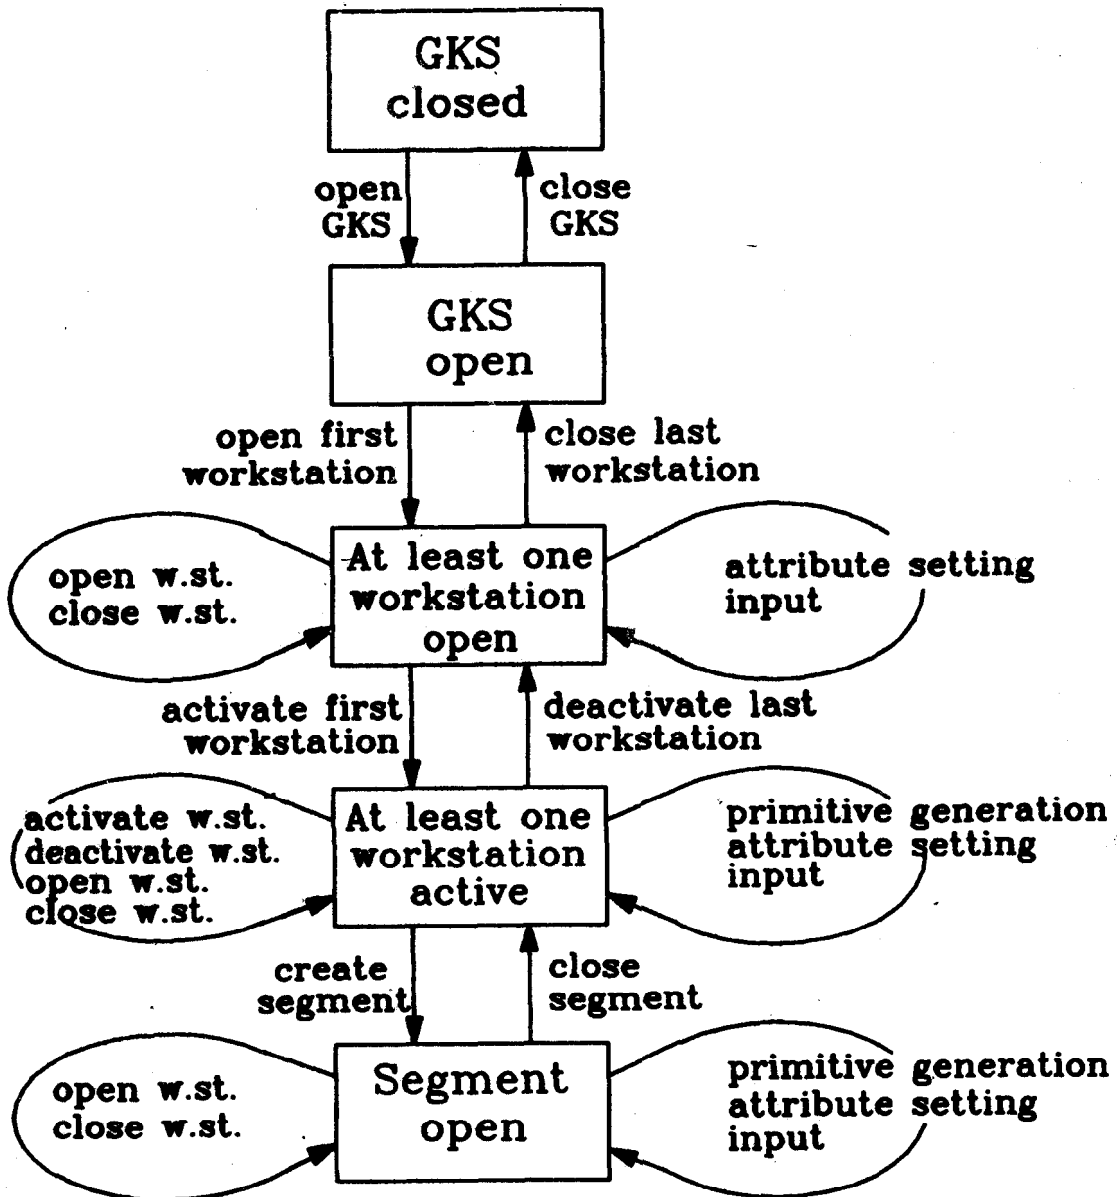 GKS
closed
open
GKS
close
GKS
GKS
open
open first
workstation
close last
workstation
open w.st.
close w.st.
At least one
workstation
open
attribute setting
input
activate first
workstation
deactivate last
workstation
activate w.st.
deactivate w.st.
open w.st.
close w.st.
At least one
workstation
active
primitive generation
attribute setting
input
create
segment
close
segment
open w.st.
close w.st.
Segment
open
primitive generation
attribute setting
input